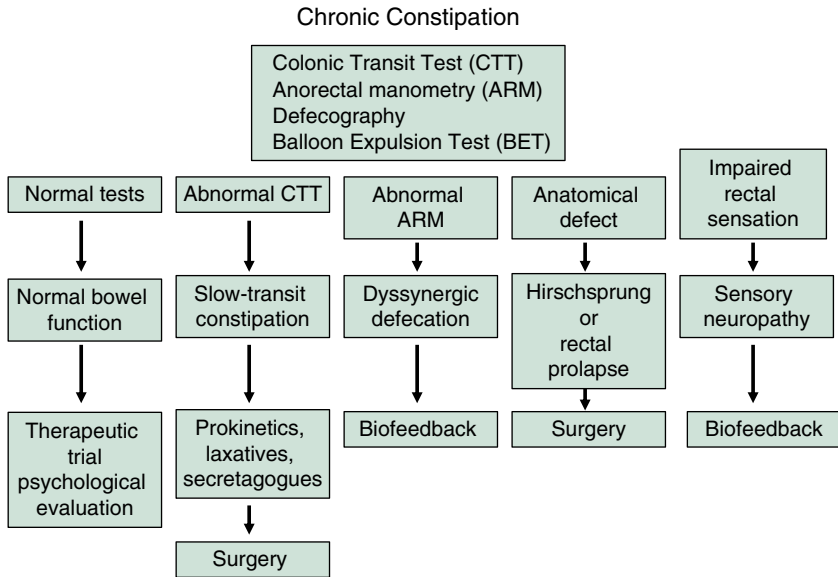 Chronic Constipation
Colonic Transit Test (CTT)
Anorectal manometry (ARM)
Defecography
Balloon Expulsion Test (BET)
Normal tests
Normal bowel
function
Therapeutic
trial
psychological
evaluation
Abnormal CTT
Slow-transit
constipation
Prokinetics,
laxatives,
secretagogues
Surgery
Abnormal
ARM
Dyssynergic
defecation
Biofeedback
Anatomical
defect
Hirschsprung
or
rectal
prolapse
Surgery
Impaired
rectal
sensation
Sensory
neuropathy
Biofeedback